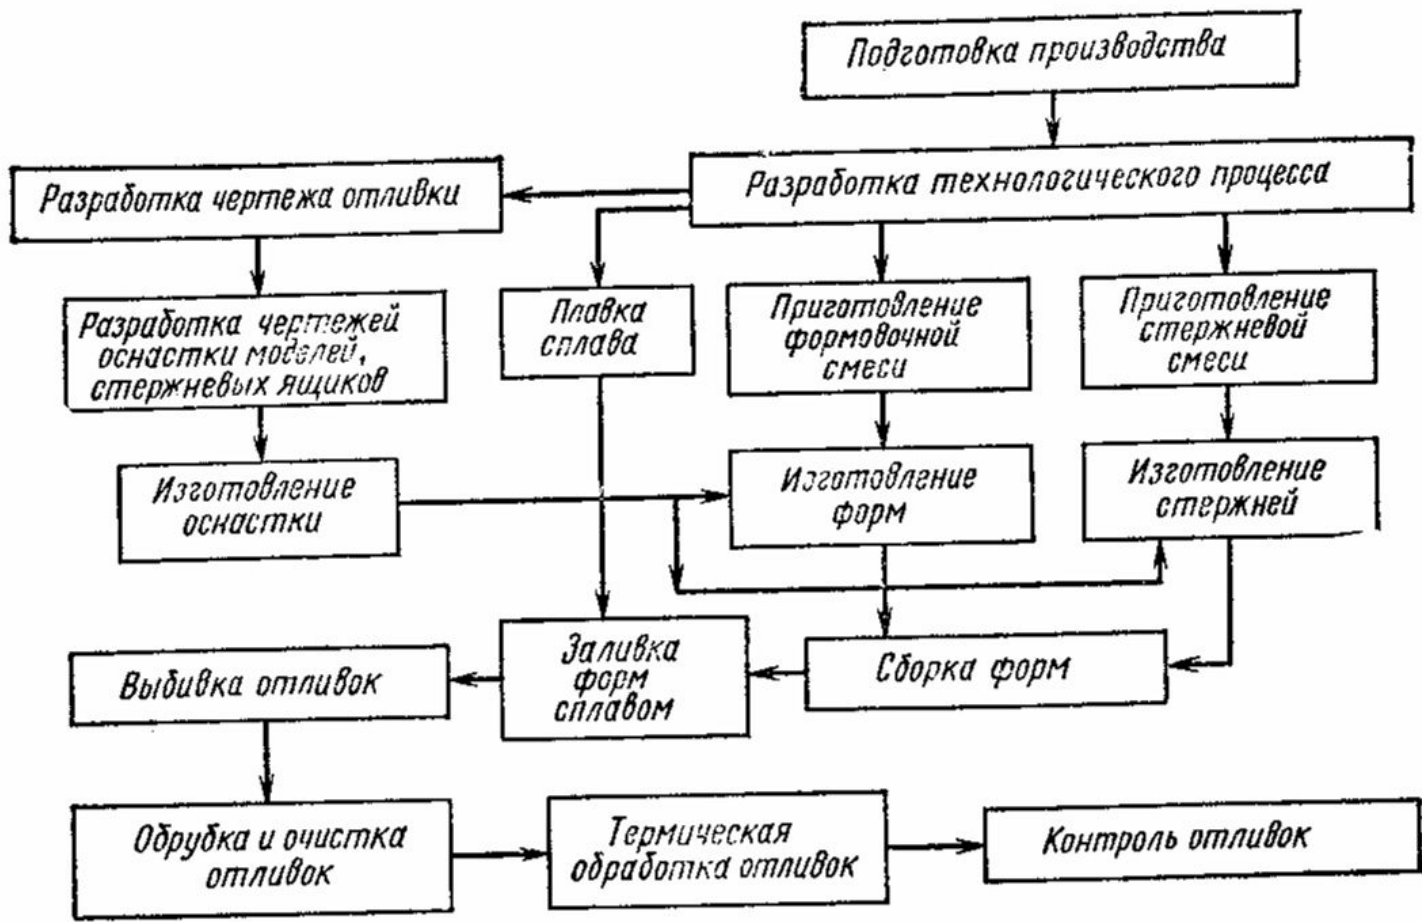 Подготовка производства
Разработка чертежа отливки
Разработка технологического процесса
Разработка чертежей
оснастки моделей,
стержневых ящиков
Плавка
сплава
Приготовление
формовочной
смеси
Приготовление
стержневой
смеси
Изготовление
оснастки
Изготовление
форм
Изготовление
стержней
Выбивка отливок
Заливка
форм
сплавом
Сборка форм
Обрубка и очистка
отливок
Термическая
обработка отливок
Контроль отливок